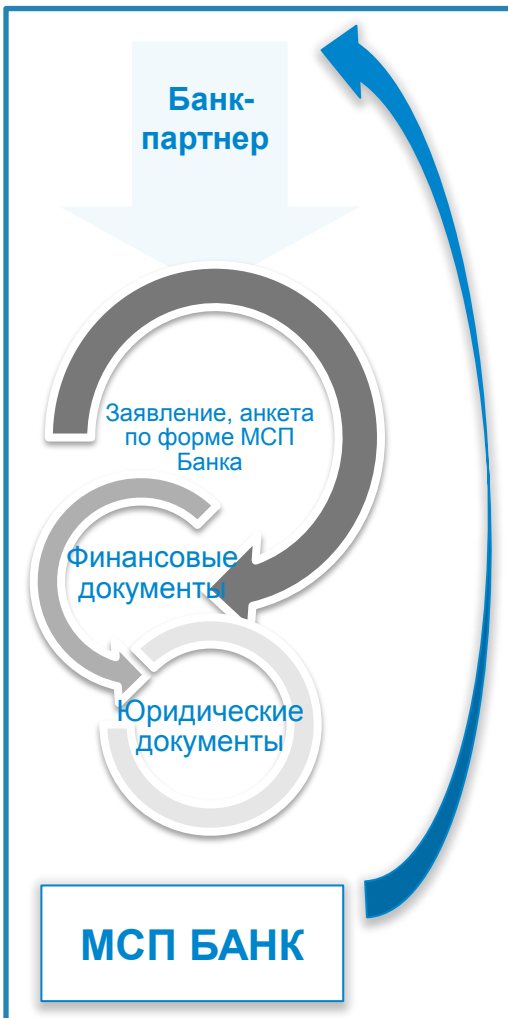 Банк-
партнер
Заявление, анкета
по форме МСП
Банка
Финансовые
документы
Юридические
документы
МСП БАНК